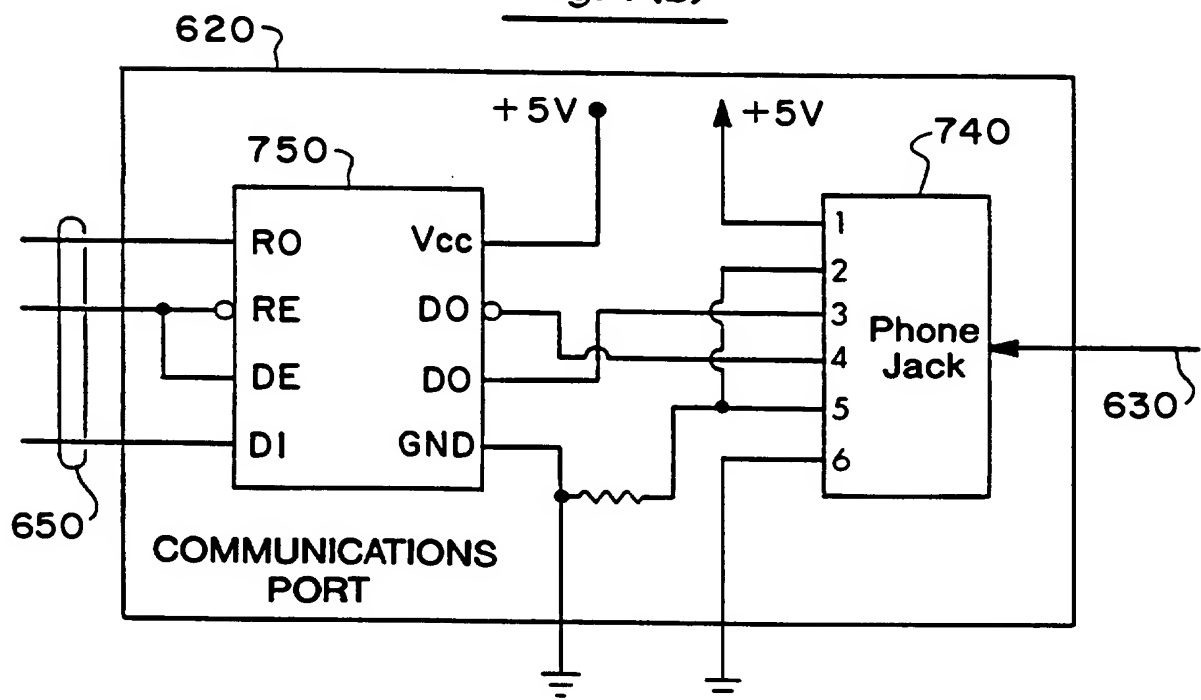 620
+5V
+5V
740
750
RO
Vcc
1
2
RE
DO
3
Phone
Jack
4
DE
DO
5
630
DI
GND
6
650
COMMUNICATIONS
PORT